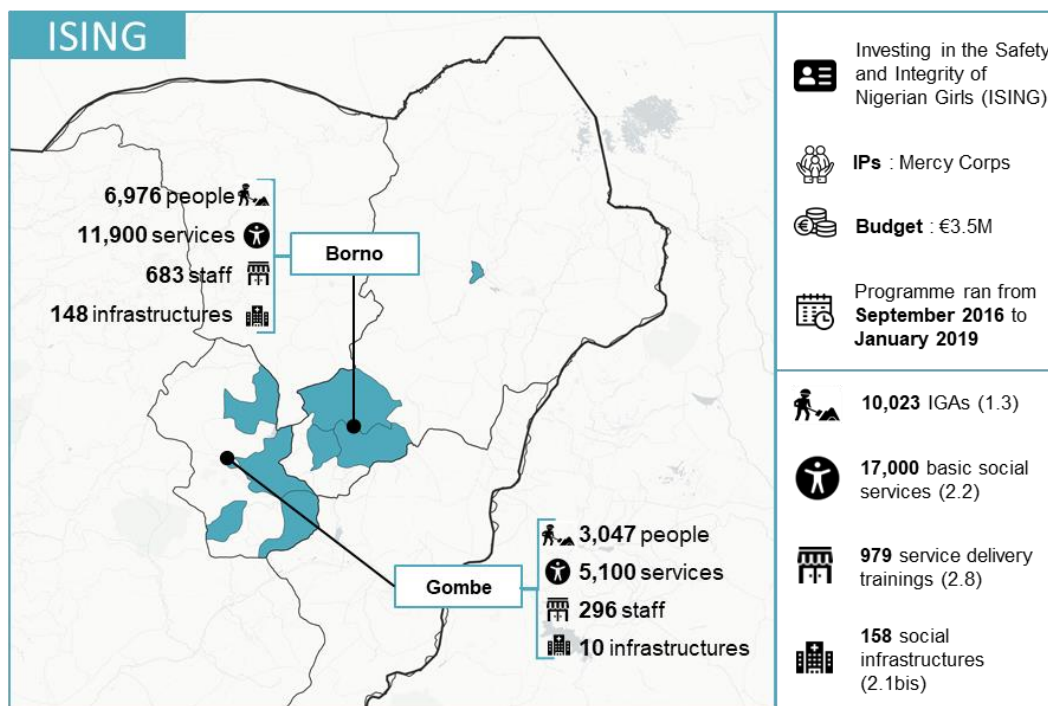 ISING
6,976 people
11,900 services
683 staff
148 infrastructures
Borno
Gombe
3,047 people
5,100 services
296 staff
10 infrastructures
Investing in the Safety
and Integrity of
Nigerian Girls (ISING)
IPs : Mercy Corps
Budget : €3.5M
Programme ran from
September 2016 to
January 2019
10,023 IGAs (1.3)
17,000 basic social
services (2.2)
979 service delivery
trainings (2.8)
158 social
infrastructures
(2.1bis)